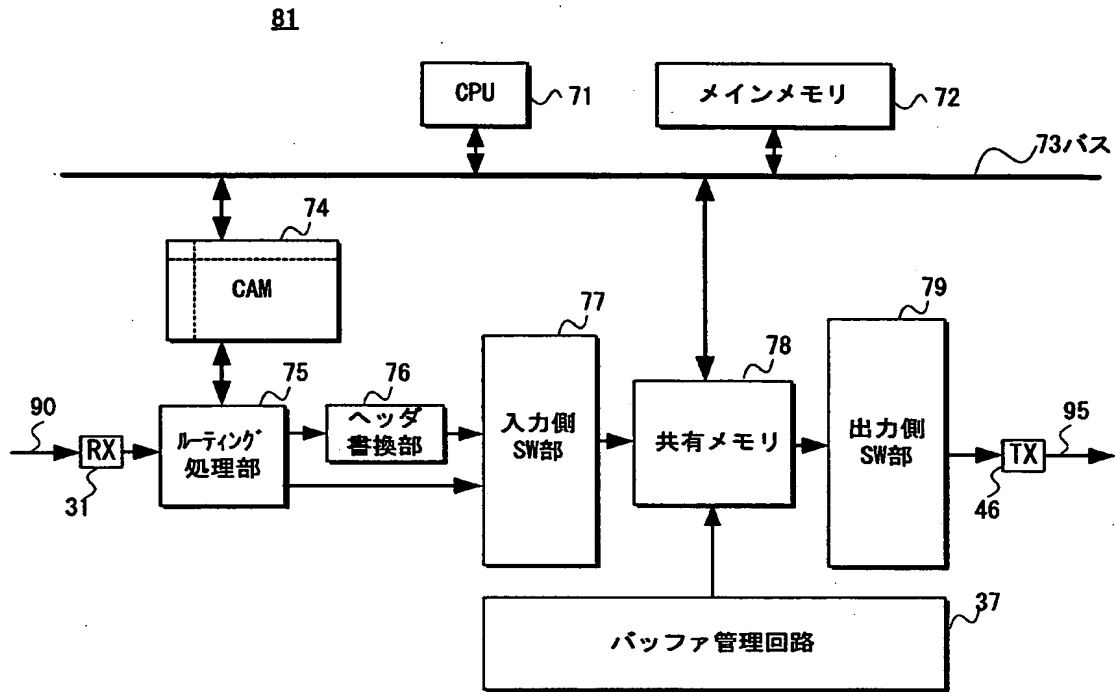 81
CPU
71
メインメモリ
72
73バス
74
CAM
77
79
78
75
76
90
RX
31
ルーティング
処理部
ヘッダ
書換部
入力側
SW部
共有メモリ
出力側
SW部
95
TX
46
37
バッファ管理回路